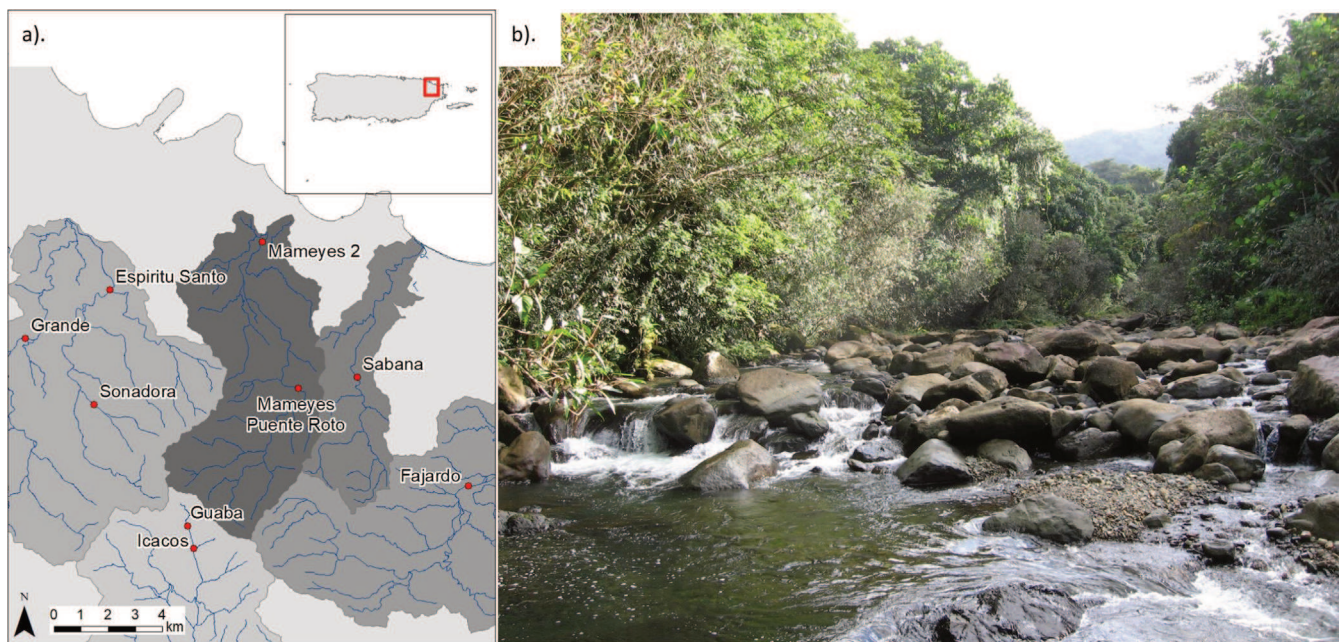 a).
b).
Mameyes 2
Espiritu Santo
Grande
Sabana
Sonadora
Mameyes
Puente Roto
Fajardo
Guaba
Icacos
N
0 1 2 3 4
km